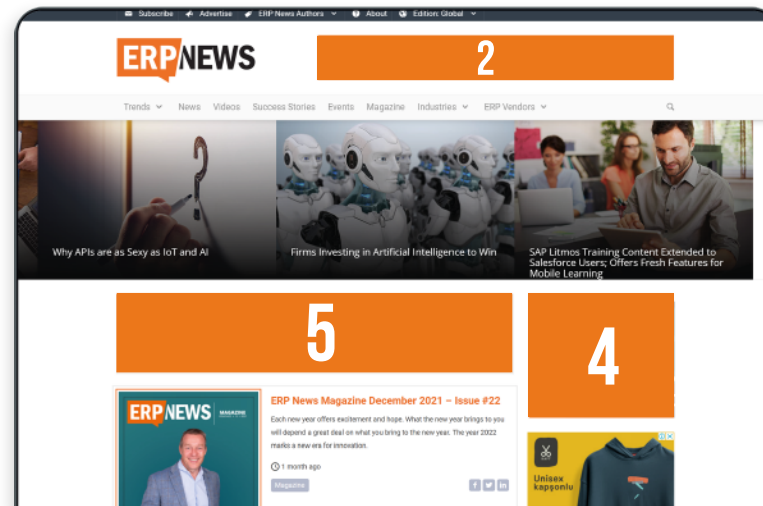 Subscribe Advertise ERP News Authors About Edition: Global
ERPNEWS
2
Trends News Videos Success Stories Events Magazine Industries ERP Vendors
Why APIs are as Sexy as IoT and AI
Firms Investing in Artificial Intelligence to Win
SAP Litmos Training Content Extended to
Salesforce Users; Offers Fresh Features for
Mobile Learning
5
4
ERPNEWS MAGAZINE
ERP News Magazine December 2021 – Issue #22
Each new year offers excitement and hope. What the new year brings to you
will depend a great deal on what you bring to the new year. The year 2022
marks a new era for innovation.
1 month ago
Magazine
Unisex
kapşonlu